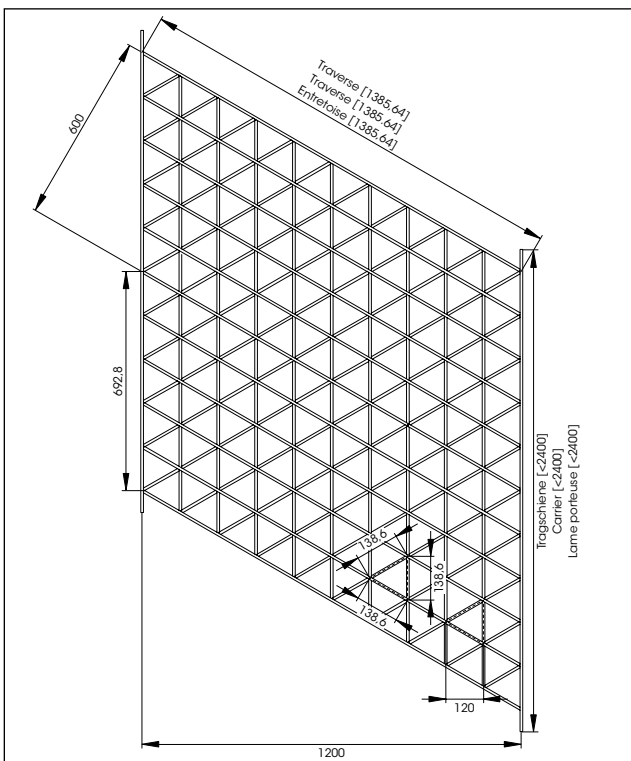 Traverse [1385,64]
Traverse [1385,64]
Entretoise [1385,64]
600
692,8
Tragschiene [<2400]
Carrier [<2400]
Lame porteuse [<2400]
138,6
138,6
138,6
120
1200